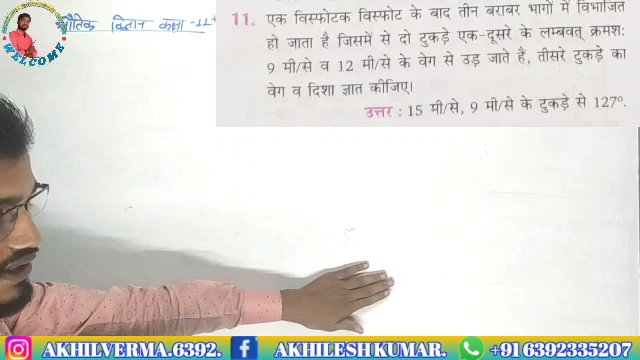 भौतिक विज्ञान कक्षा -11
11. एक विस्फोटक विस्फोट के बाद तीन बराबर भागों में विभाजित
हो जाता है जिसमें से दो टुकड़े एक-दूसरे के लम्बवत् क्रमशः
9 मी/से व 12 मी/से के वेग से उड़ जाते हैं, तीसरे टुकड़े का
वेग व दिशा ज्ञात कीजिए।
उत्तर : 15 मी/से, 9 मी/से के टुकड़े से 127°.
WELCOME
AKHILVERMA.6392.
AKHILESH KUMAR.
+91 6392335207